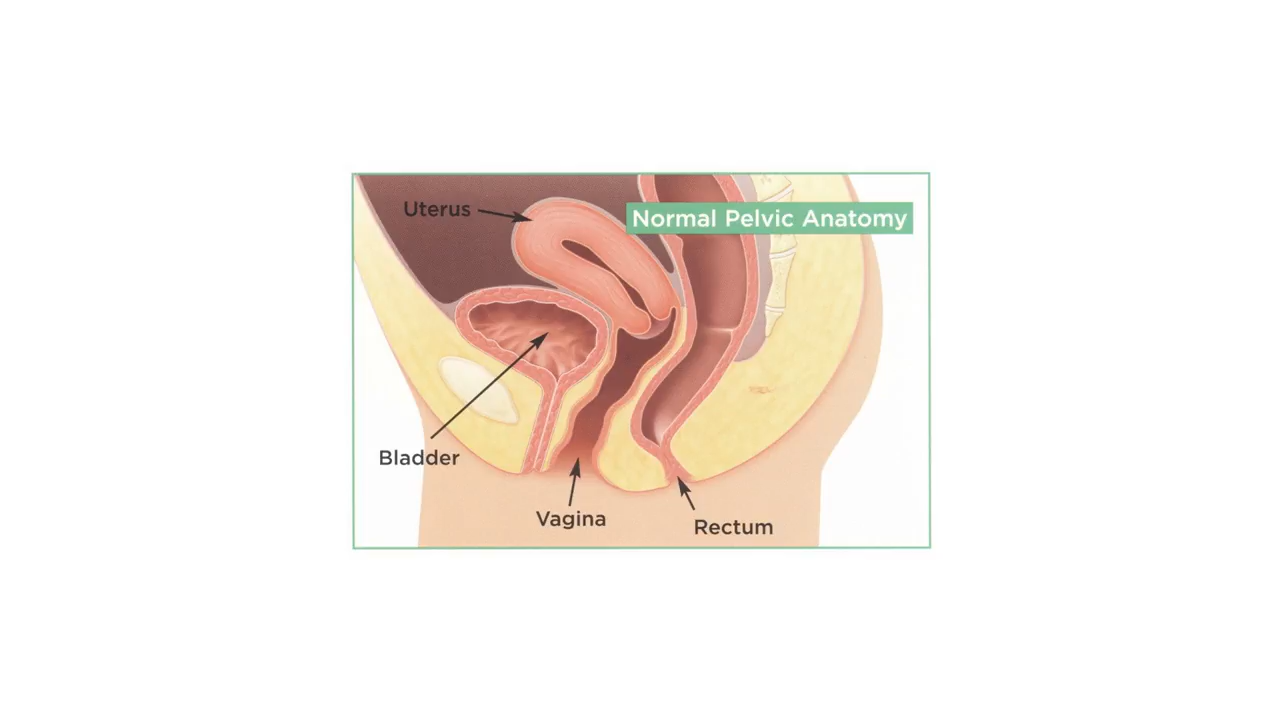 Uterus
Normal Pelvic Anatomy
Bladder
Vagina
Rectum